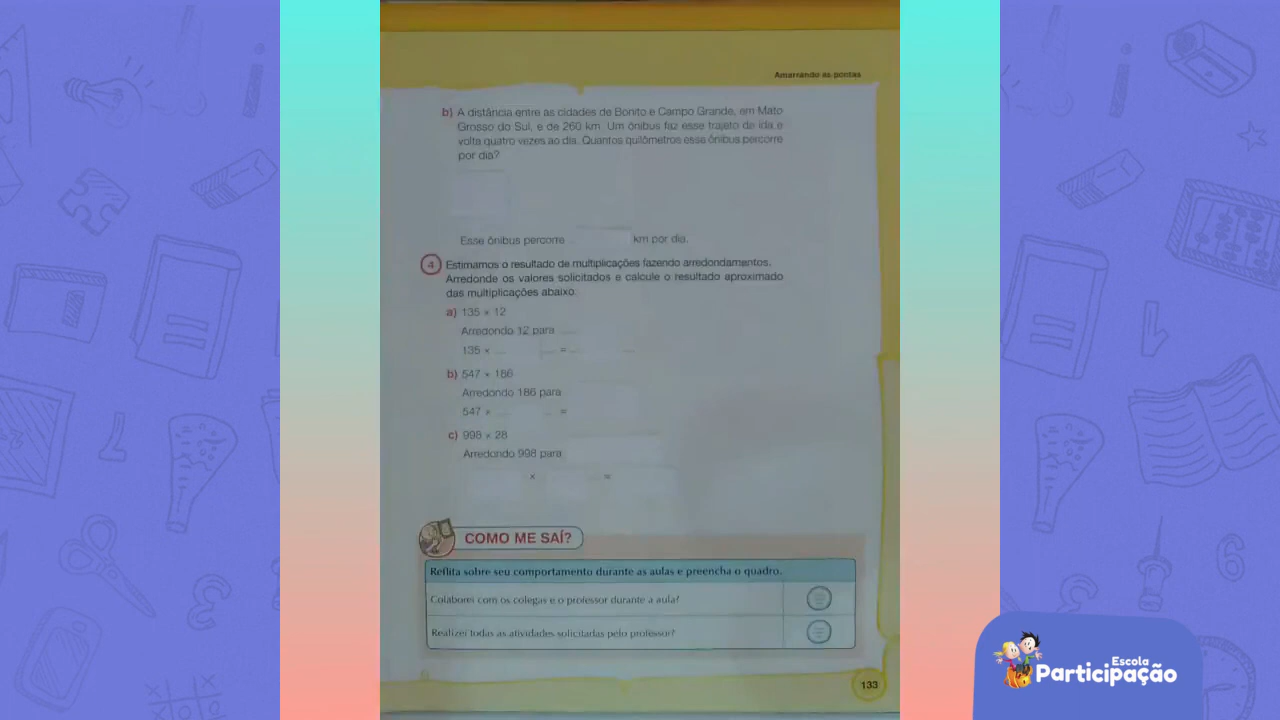 Amarrando as pontas
b) A distância entre as cidades de Bonito e Campo Grande, em Mato
Grosso do Sul, é de 260 km. Um ônibus faz esse trajeto de ida e
volta quatro vezes ao dia. Quantos quilômetros esse ônibus percorre
por dia?
Esse ônibus percorre km por dia.
4 Estimamos o resultado de multiplicações fazendo arredondamentos.
Arredonde os valores solicitados e calcule o resultado aproximado
das multiplicações abaixo:
a) 135 × 12
Arredondo 12 para
135 × =
b) 547 × 186
Arredondo 186 para
547 × =
c) 998 × 28
Arredondo 998 para
× =
COMO ME SAÍ?
Reflita sobre seu comportamento durante as aulas e preencha o quadro.
Colaborei com os colegas e o professor durante a aula?
Realizei todas as atividades solicitadas pelo professor?
133
Escola
Participação